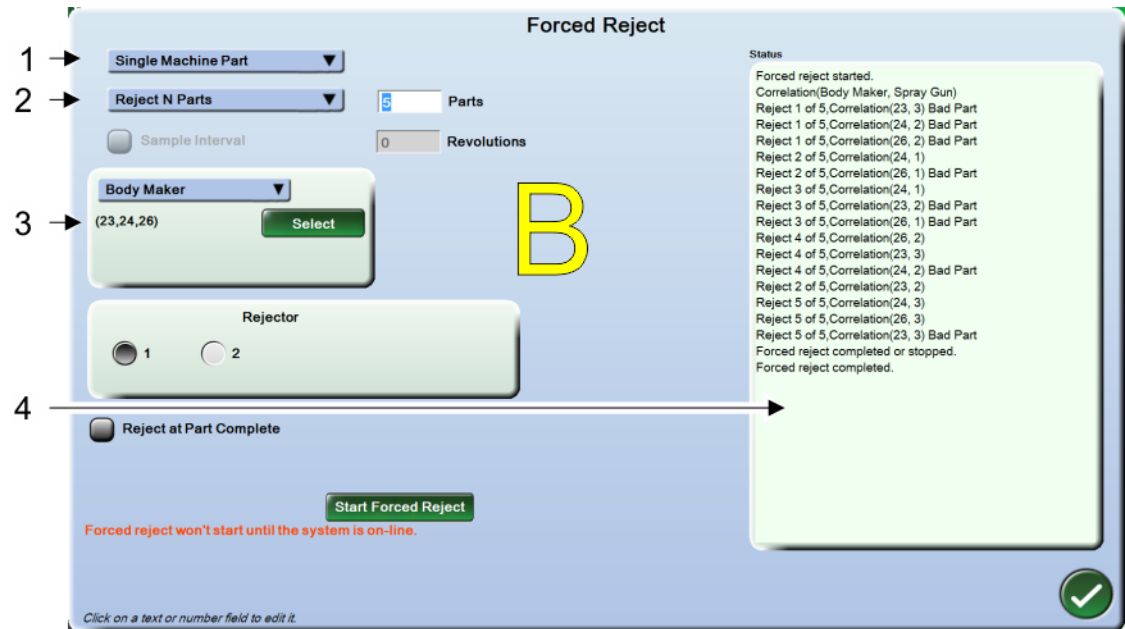 Forced Reject
1
Single Machine Part
2
Reject N Parts
5 Parts
Sample Interval
0 Revolutions
Body Maker
3
(23,24,26)
Select
B
Rejector
1 2
4
Reject at Part Complete
Start Forced Reject
Forced reject won't start until the system is on-line.
Click on a text or number field to edit it.
Status
Forced reject started.
Correlation(Body Maker, Spray Gun)
Reject 1 of 5,Correlation(23, 3) Bad Part
Reject 1 of 5,Correlation(24, 2) Bad Part
Reject 1 of 5,Correlation(26, 2) Bad Part
Reject 2 of 5,Correlation(24, 1)
Reject 2 of 5,Correlation(26, 1) Bad Part
Reject 3 of 5,Correlation(24, 1)
Reject 3 of 5,Correlation(23, 2) Bad Part
Reject 3 of 5,Correlation(26, 1) Bad Part
Reject 4 of 5,Correlation(26, 2)
Reject 4 of 5,Correlation(23, 3)
Reject 4 of 5,Correlation(24, 2) Bad Part
Reject 2 of 5,Correlation(23, 2)
Reject 5 of 5,Correlation(24, 3)
Reject 5 of 5,Correlation(26, 3)
Reject 5 of 5,Correlation(23, 3) Bad Part
Forced reject completed or stopped.
Forced reject completed.